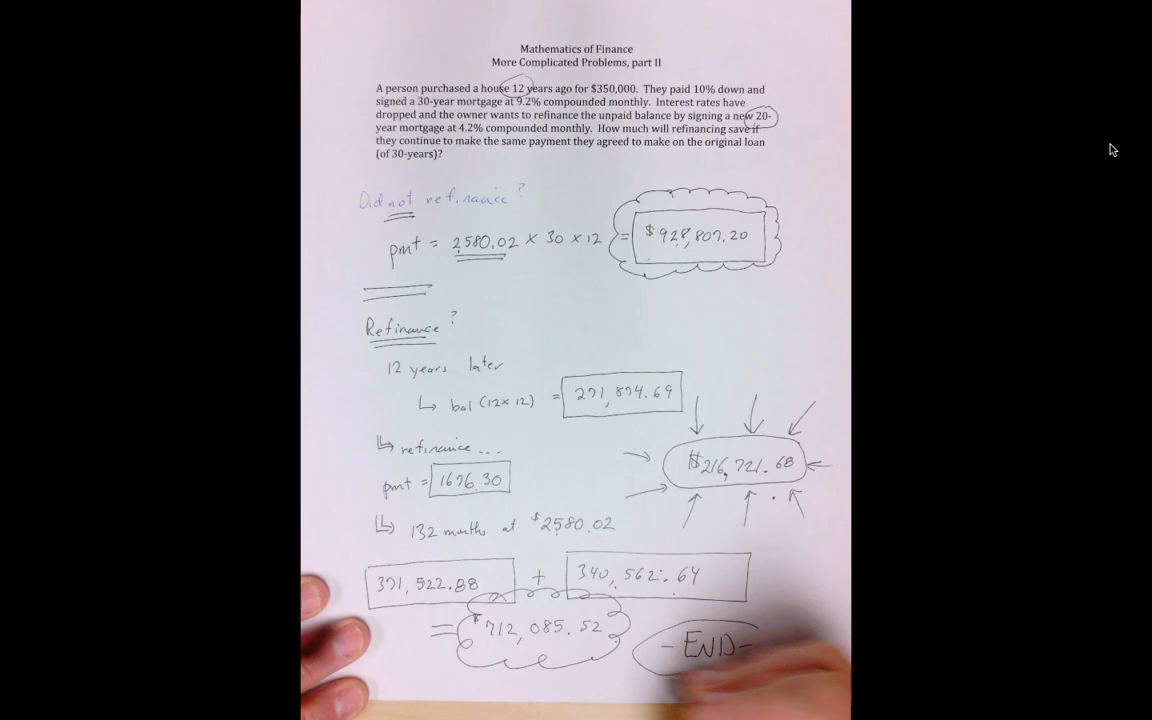 Mathematics of Finance
More Complicated Problems, part II
A person purchased a house 12 years ago for $350,000. They paid 10% down and
signed a 30-year mortgage at 9.2% compounded monthly. Interest rates have
dropped and the owner wants to refinance the unpaid balance by signing a new 20-
year mortgage at 4.2% compounded monthly. How much will refinancing save if
they continue to make the same payment they agreed to make on the original loan
(of 30-years)?
Did not refinance?
pmt = 2580.02 × 30 × 12 = $928,807.20
Refinance?
12 years later
↳ bal (12×12) = 271,874.69
↳ refinance...
$216,721.68
pmt = 1676.30
↳ 132 months at $2580.02
371,522.88 + 340,562.64
= $712,085.52
- END -